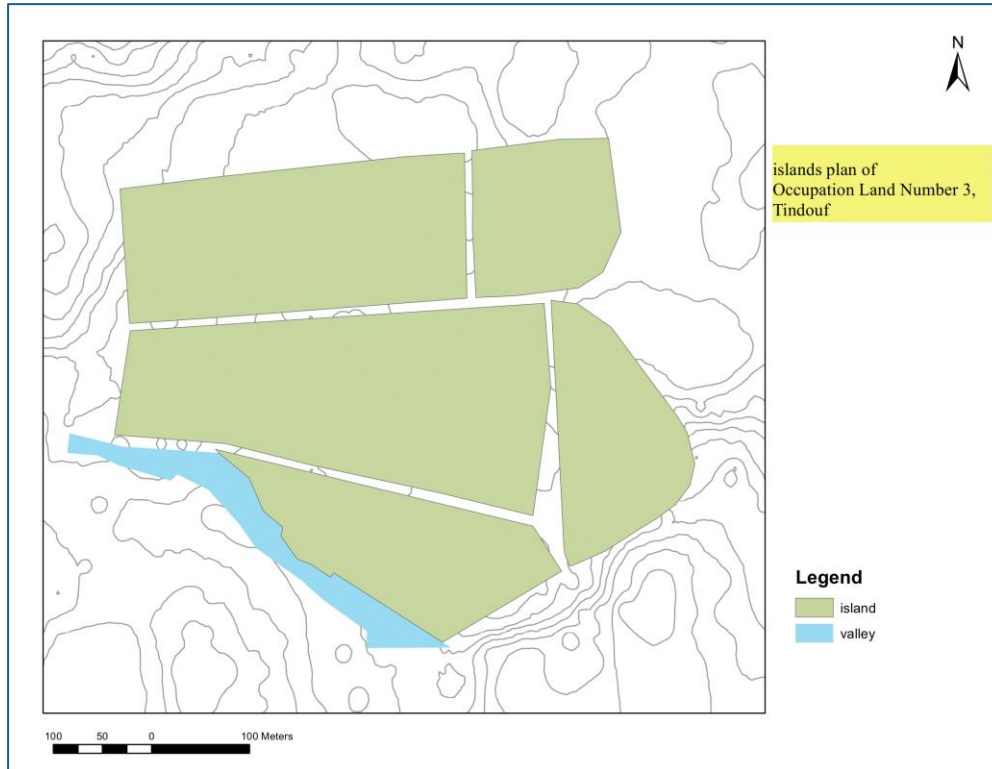 N
islands plan of
Occupation Land Number 3,
Tindouf
Legend
island
valley
100 50 0 100 Meters